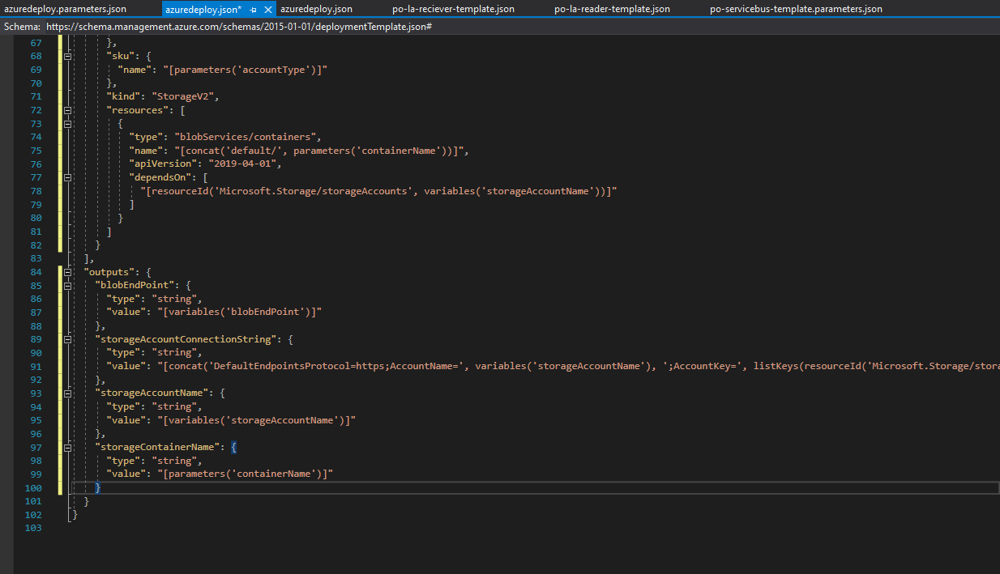 azuredeploy.parameters.json azuredeploy.json* azuredeploy.json po-la-reciever-template.json po-la-reader-template.json po-servicebus-template.parameters.json
Schema: https://schema.management.azure.com/schemas/2015-01-01/deploymentTemplate.json#
67 },
68 "sku": {
69 "name": "[parameters('accountType')]"
70 },
71 "kind": "StorageV2",
72 "resources": [
73 {
74 "type": "blobServices/containers",
75 "name": "[concat('default/', parameters('containerName'))]",
76 "apiVersion": "2019-04-01",
77 "dependsOn": [
78 "[resourceId('Microsoft.Storage/storageAccounts', variables('storageAccountName'))]"
79 ]
80 }
81 ]
82 }
83 ],
84 "outputs": {
85 "blobEndPoint": {
86 "type": "string",
87 "value": "[variables('blobEndPoint')]"
88 },
89 "storageAccountConnectionString": {
90 "type": "string",
91 "value": "[concat('DefaultEndpointsProtocol=https;AccountName=', variables('storageAccountName'), ';AccountKey=', listKeys(resourceId('Microsoft.Storage/stora
92 },
93 "storageAccountName": {
94 "type": "string",
95 "value": "[variables('storageAccountName')]"
96 },
97 "storageContainerName": {
98 "type": "string",
99 "value": "[parameters('containerName')]"
100 }
101 }
102 }
103